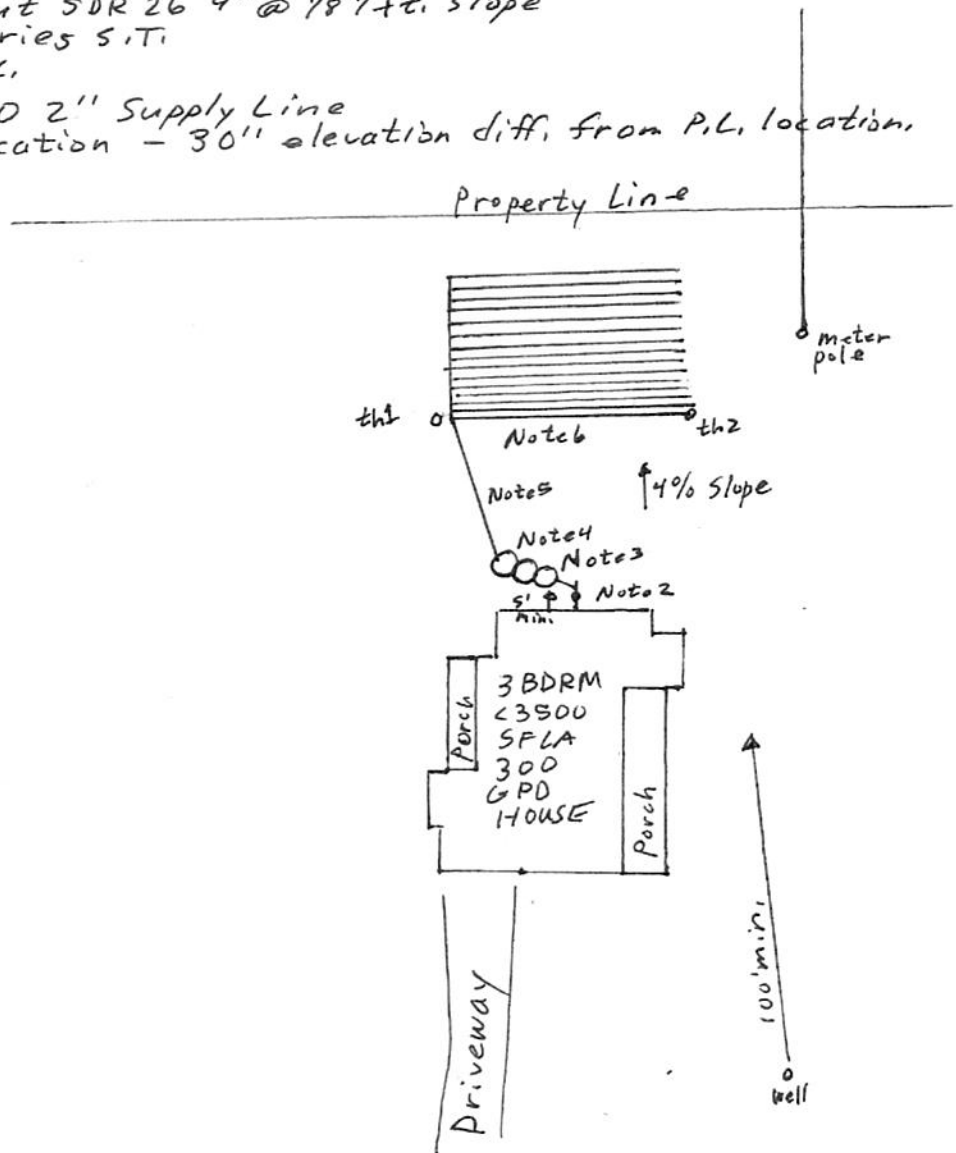 SDR 26 4" @ 1/8"/ft. slope
S.T.
2" Supply Line
- 30" elevation diff. from P.L. location.
Property Line
meter
pole
th1
th2
Note6
Note5
4% Slope
Note4
Note3
Note2
5'
min.
3 BDRM
<3500
SFLA
300
GPD
HOUSE
Porch
Porch
100' min.
Driveway
well